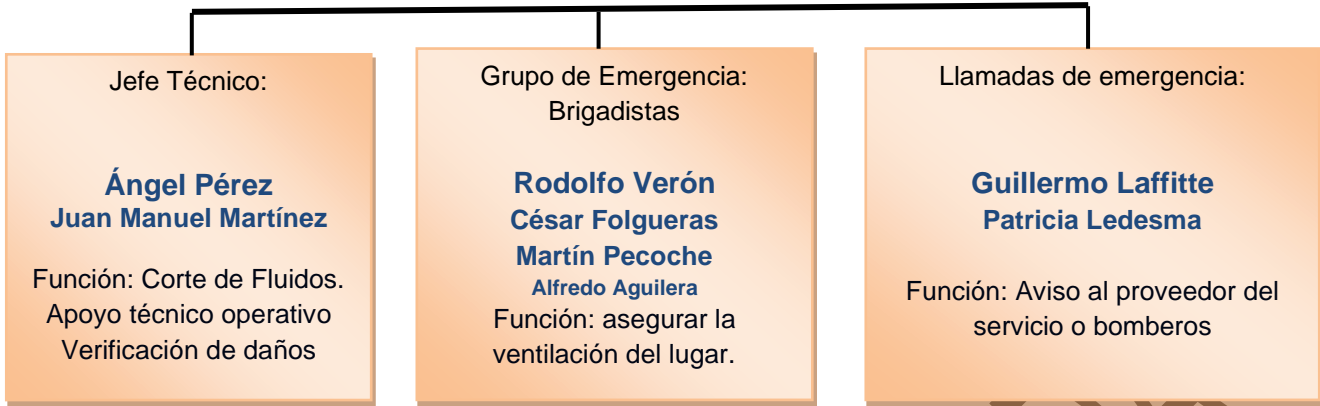 Jefe Técnico:
Ángel Pérez
Juan Manuel Martínez
Función: Corte de Fluidos.
Apoyo técnico operativo
Verificación de daños
Grupo de Emergencia:
Brigadistas
Rodolfo Verón
César Folgueras
Martín Pecoche
Alfredo Aguilera
Función: asegurar la
ventilación del lugar.
Llamadas de emergencia:
Guillermo Laffitte
Patricia Ledesma
Función: Aviso al proveedor del
servicio o bomberos